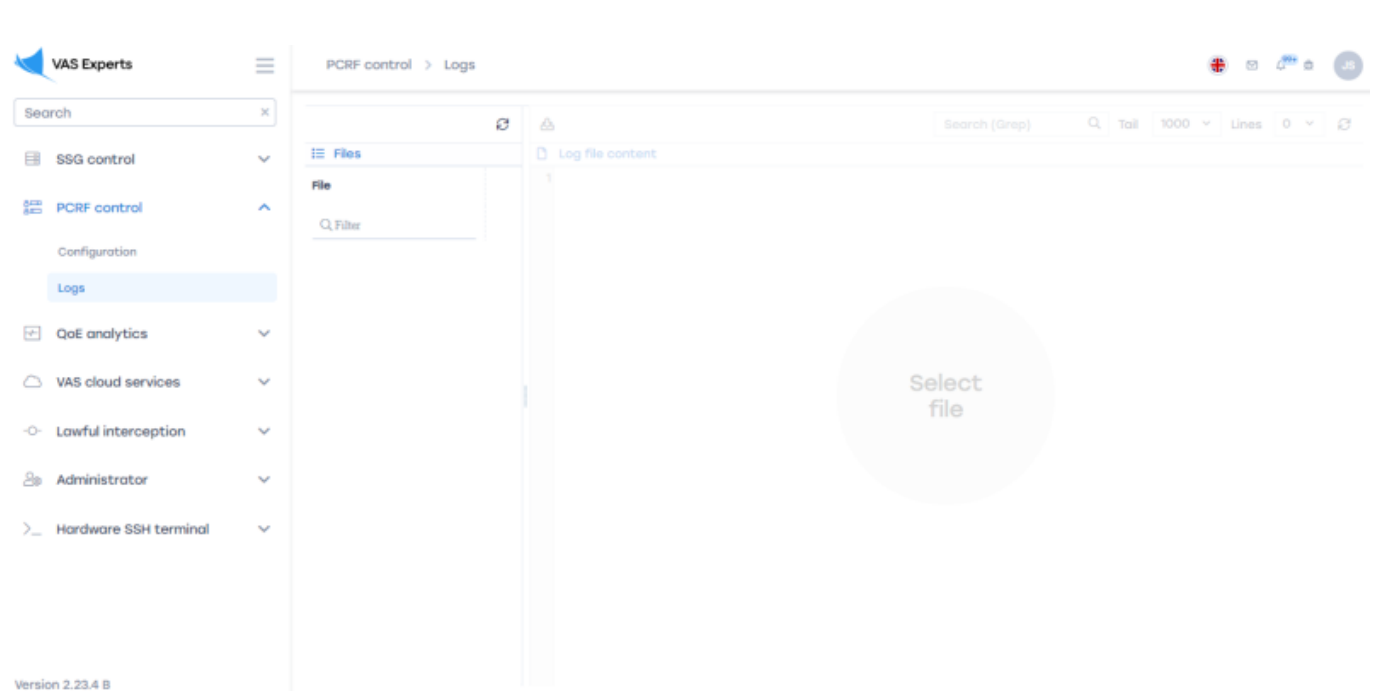 VAS Experts
PCRF control > Logs
99+
JS
Search
SSG control
PCRF control
Configuration
Logs
QoE analytics
VAS cloud services
Lawful interception
Administrator
Hardware SSH terminal
Version 2.23.4 B
Files
File
Filter
Search (Grep) Tail 1000 Lines 0
Log file content
1
Select
file